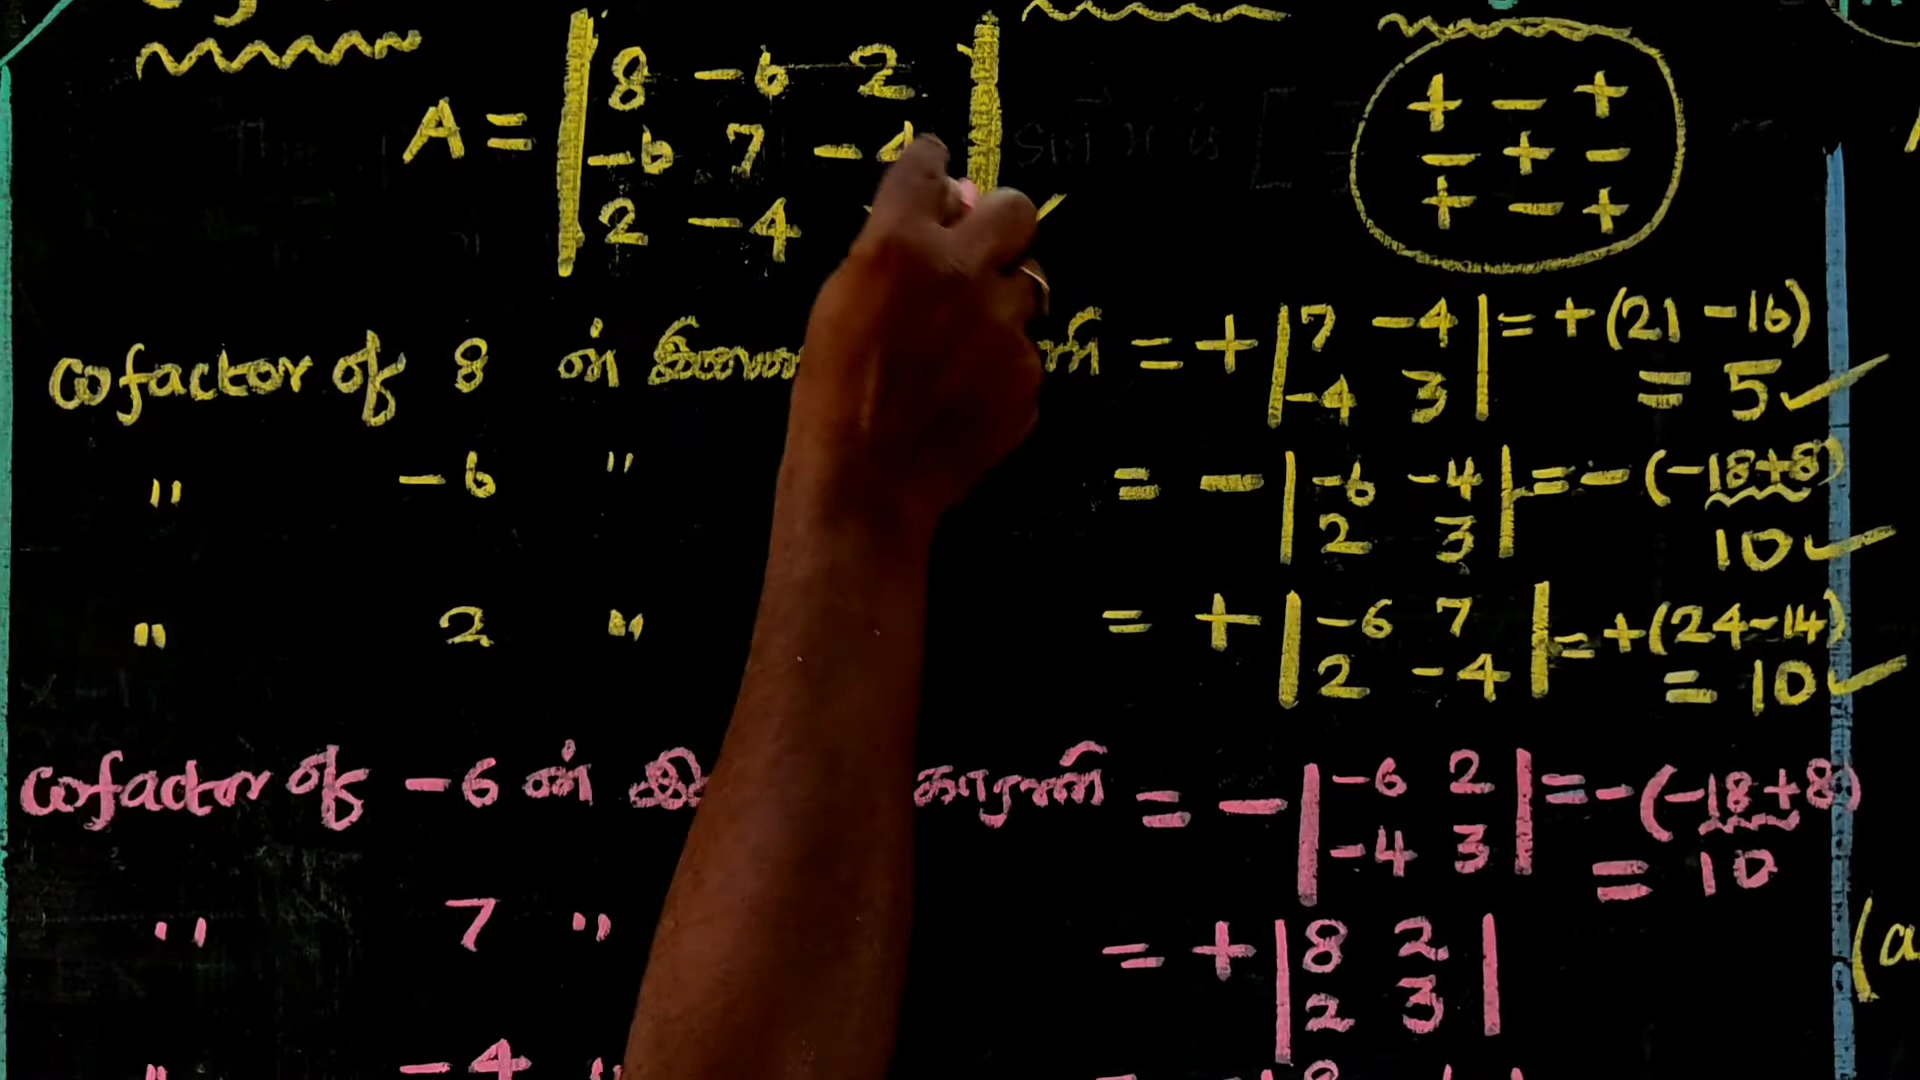 A = | 8 -6 2 |
| -6 7 -4 |
| 2 -4
+ - +
- + -
+ - +
cofactor of 8 ன் = + | 7 -4 | = + (21 - 16)
| -4 3 | = 5 ✓
" -6 " = - | -6 -4 | = - (-18+8)
| 2 3 | 10 ✓
" 2 " = + | -6 7 | = + (24-14)
| 2 -4 | = 10 ✓
cofactor of -6 ன் காரணி = - | -6 2 | = - (-18+8)
| -4 3 | = 10
" 7 " = + | 8 2 |
| 2 3 |
" -4 "
(a